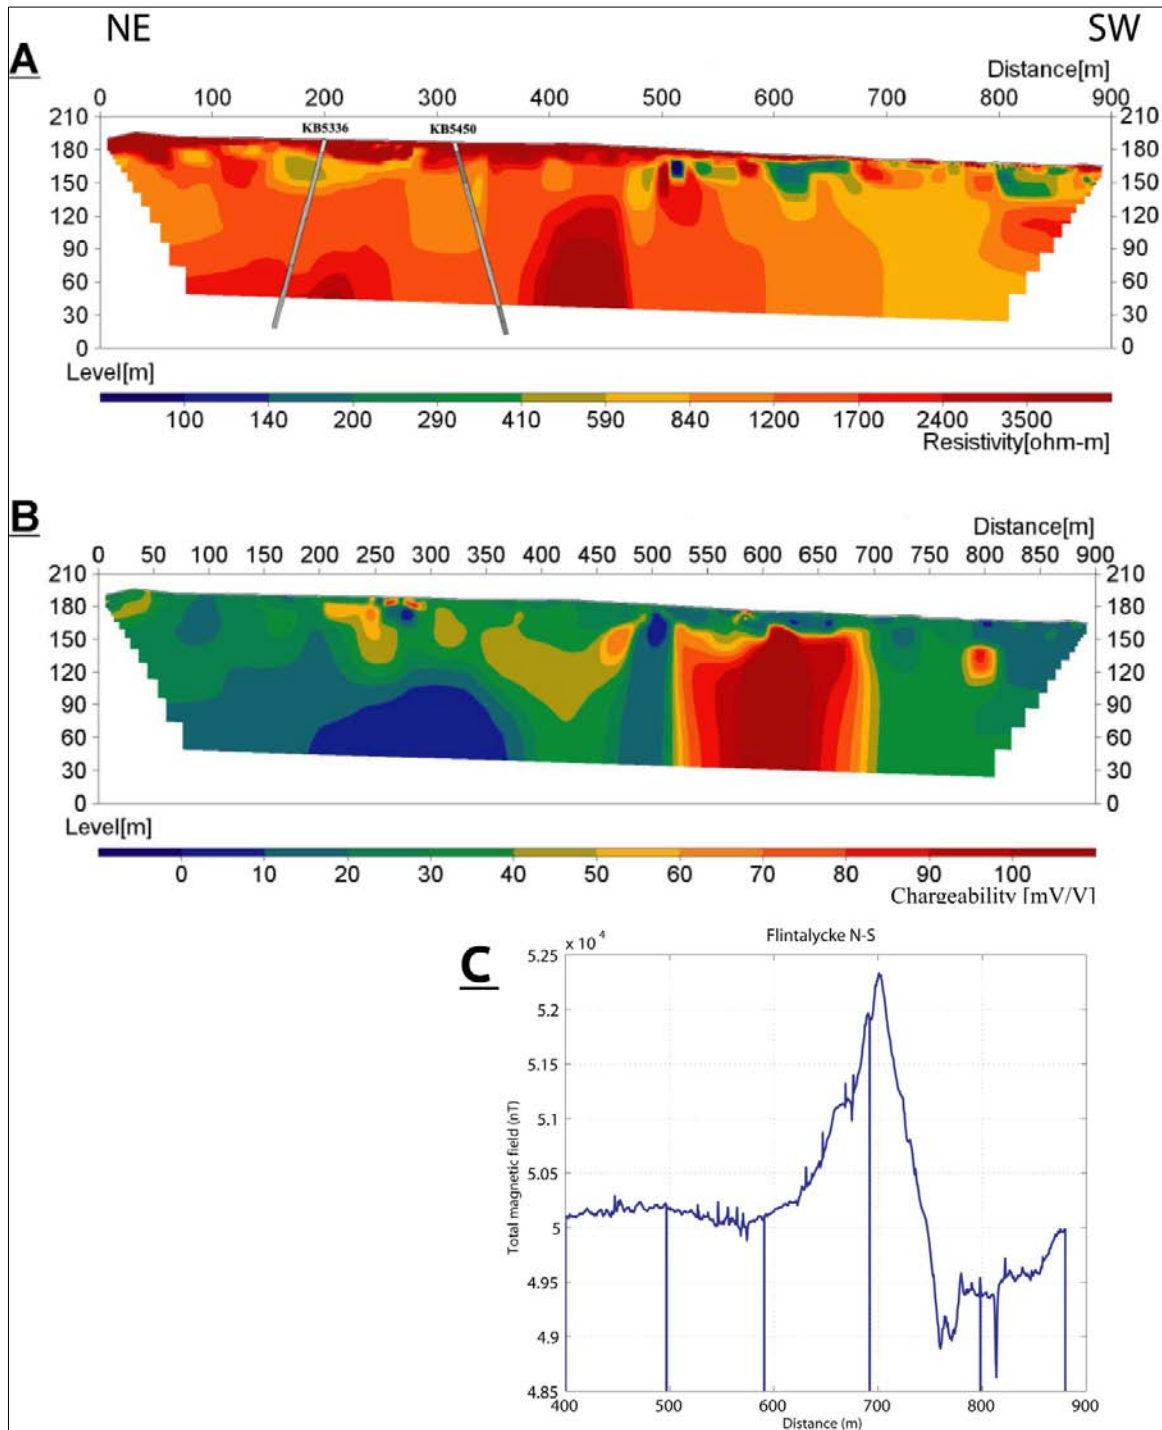 NE SW
A
Distance[m]
0 100 200 300 400 500 600 700 800 900
KB5336 KB5450
210 210
180 180
150 150
120 120
90 90
60 60
30 30
0 0
Level[m]
100 140 200 290 410 590 840 1200 1700 2400 3500
Resistivity[ohm-m]
B
Distance[m]
0 50 100 150 200 250 300 350 400 450 500 550 600 650 700 750 800 850 900
210 210
180 180
150 150
120 120
90 90
60 60
30 30
0 0
Level[m]
0 10 20 30 40 50 60 70 80 90 100
Chargeability [mV/V]
C
Flintalycke N-S
x 10 4
5.25
5.2
5.15
5.1
5.05
5
4.95
4.9
4.85
Total magnetic field (nT)
400 500 600 700 800 900
Distance (m)